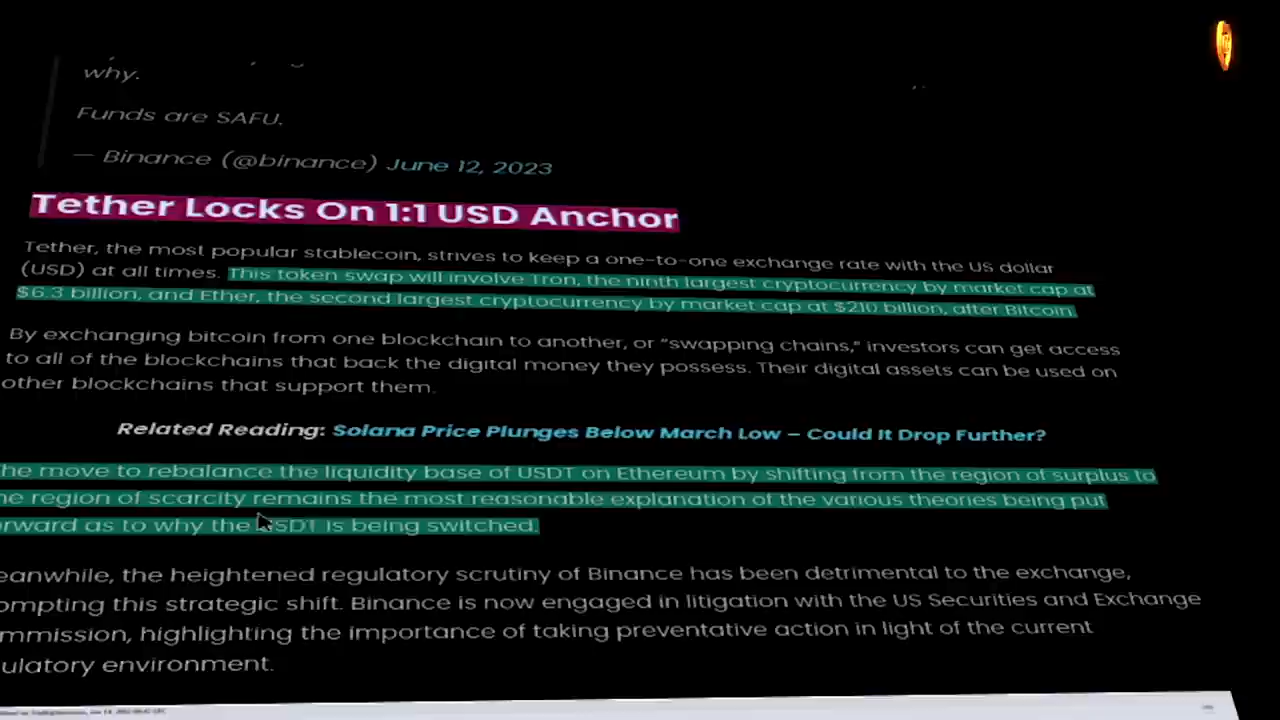 why.
Funds are SAFU.
— Binance (@binance) June 12, 2023
Tether Locks On 1:1 USD Anchor
Tether, the most popular stablecoin, strives to keep a one-to-one exchange rate with the US dollar
(USD) at all times. This token swap will involve Tron, the ninth largest cryptocurrency by market cap at
$6.3 billion, and Ether, the second largest cryptocurrency by market cap at $210 billion, after Bitcoin.
By exchanging bitcoin from one blockchain to another, or “swapping chains,” investors can get access
to all of the blockchains that back the digital money they possess. Their digital assets can be used on
other blockchains that support them.
Related Reading: Solana Price Plunges Below March Low – Could It Drop Further?
he move to rebalance the liquidity base of USDT on Ethereum by shifting from the region of surplus to
he region of scarcity remains the most reasonable explanation of the various theories being put
orward as to why the USDT is being switched.
eanwhile, the heightened regulatory scrutiny of Binance has been detrimental to the exchange,
ompting this strategic shift. Binance is now engaged in litigation with the US Securities and Exchange
mmission, highlighting the importance of taking preventative action in light of the current
ulatory environment.